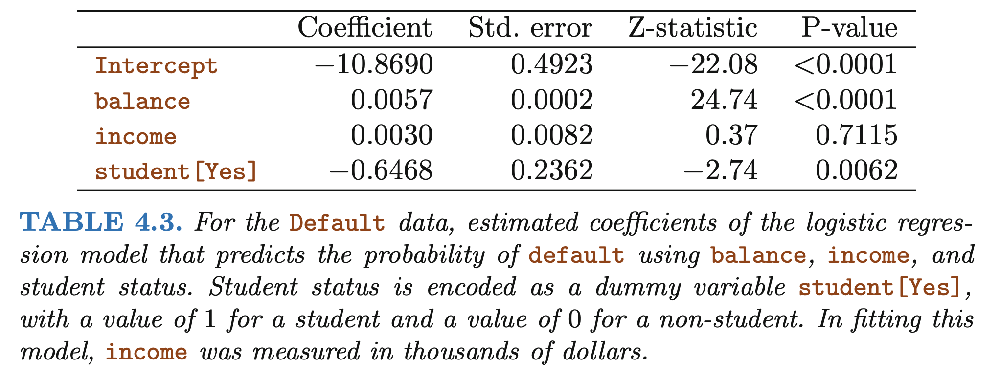 Coefficient Std. error Z-statistic P-value
Intercept −10.8690 0.4923 −22.08 <0.0001
balance 0.0057 0.0002 24.74 <0.0001
income 0.0030 0.0082 0.37 0.7115
student[Yes] −0.6468 0.2362 −2.74 0.0062
TABLE 4.3. For the Default data, estimated coefficients of the logistic regres-
sion model that predicts the probability of default using balance, income, and
student status. Student status is encoded as a dummy variable student[Yes],
with a value of 1 for a student and a value of 0 for a non-student. In fitting this
model, income was measured in thousands of dollars.